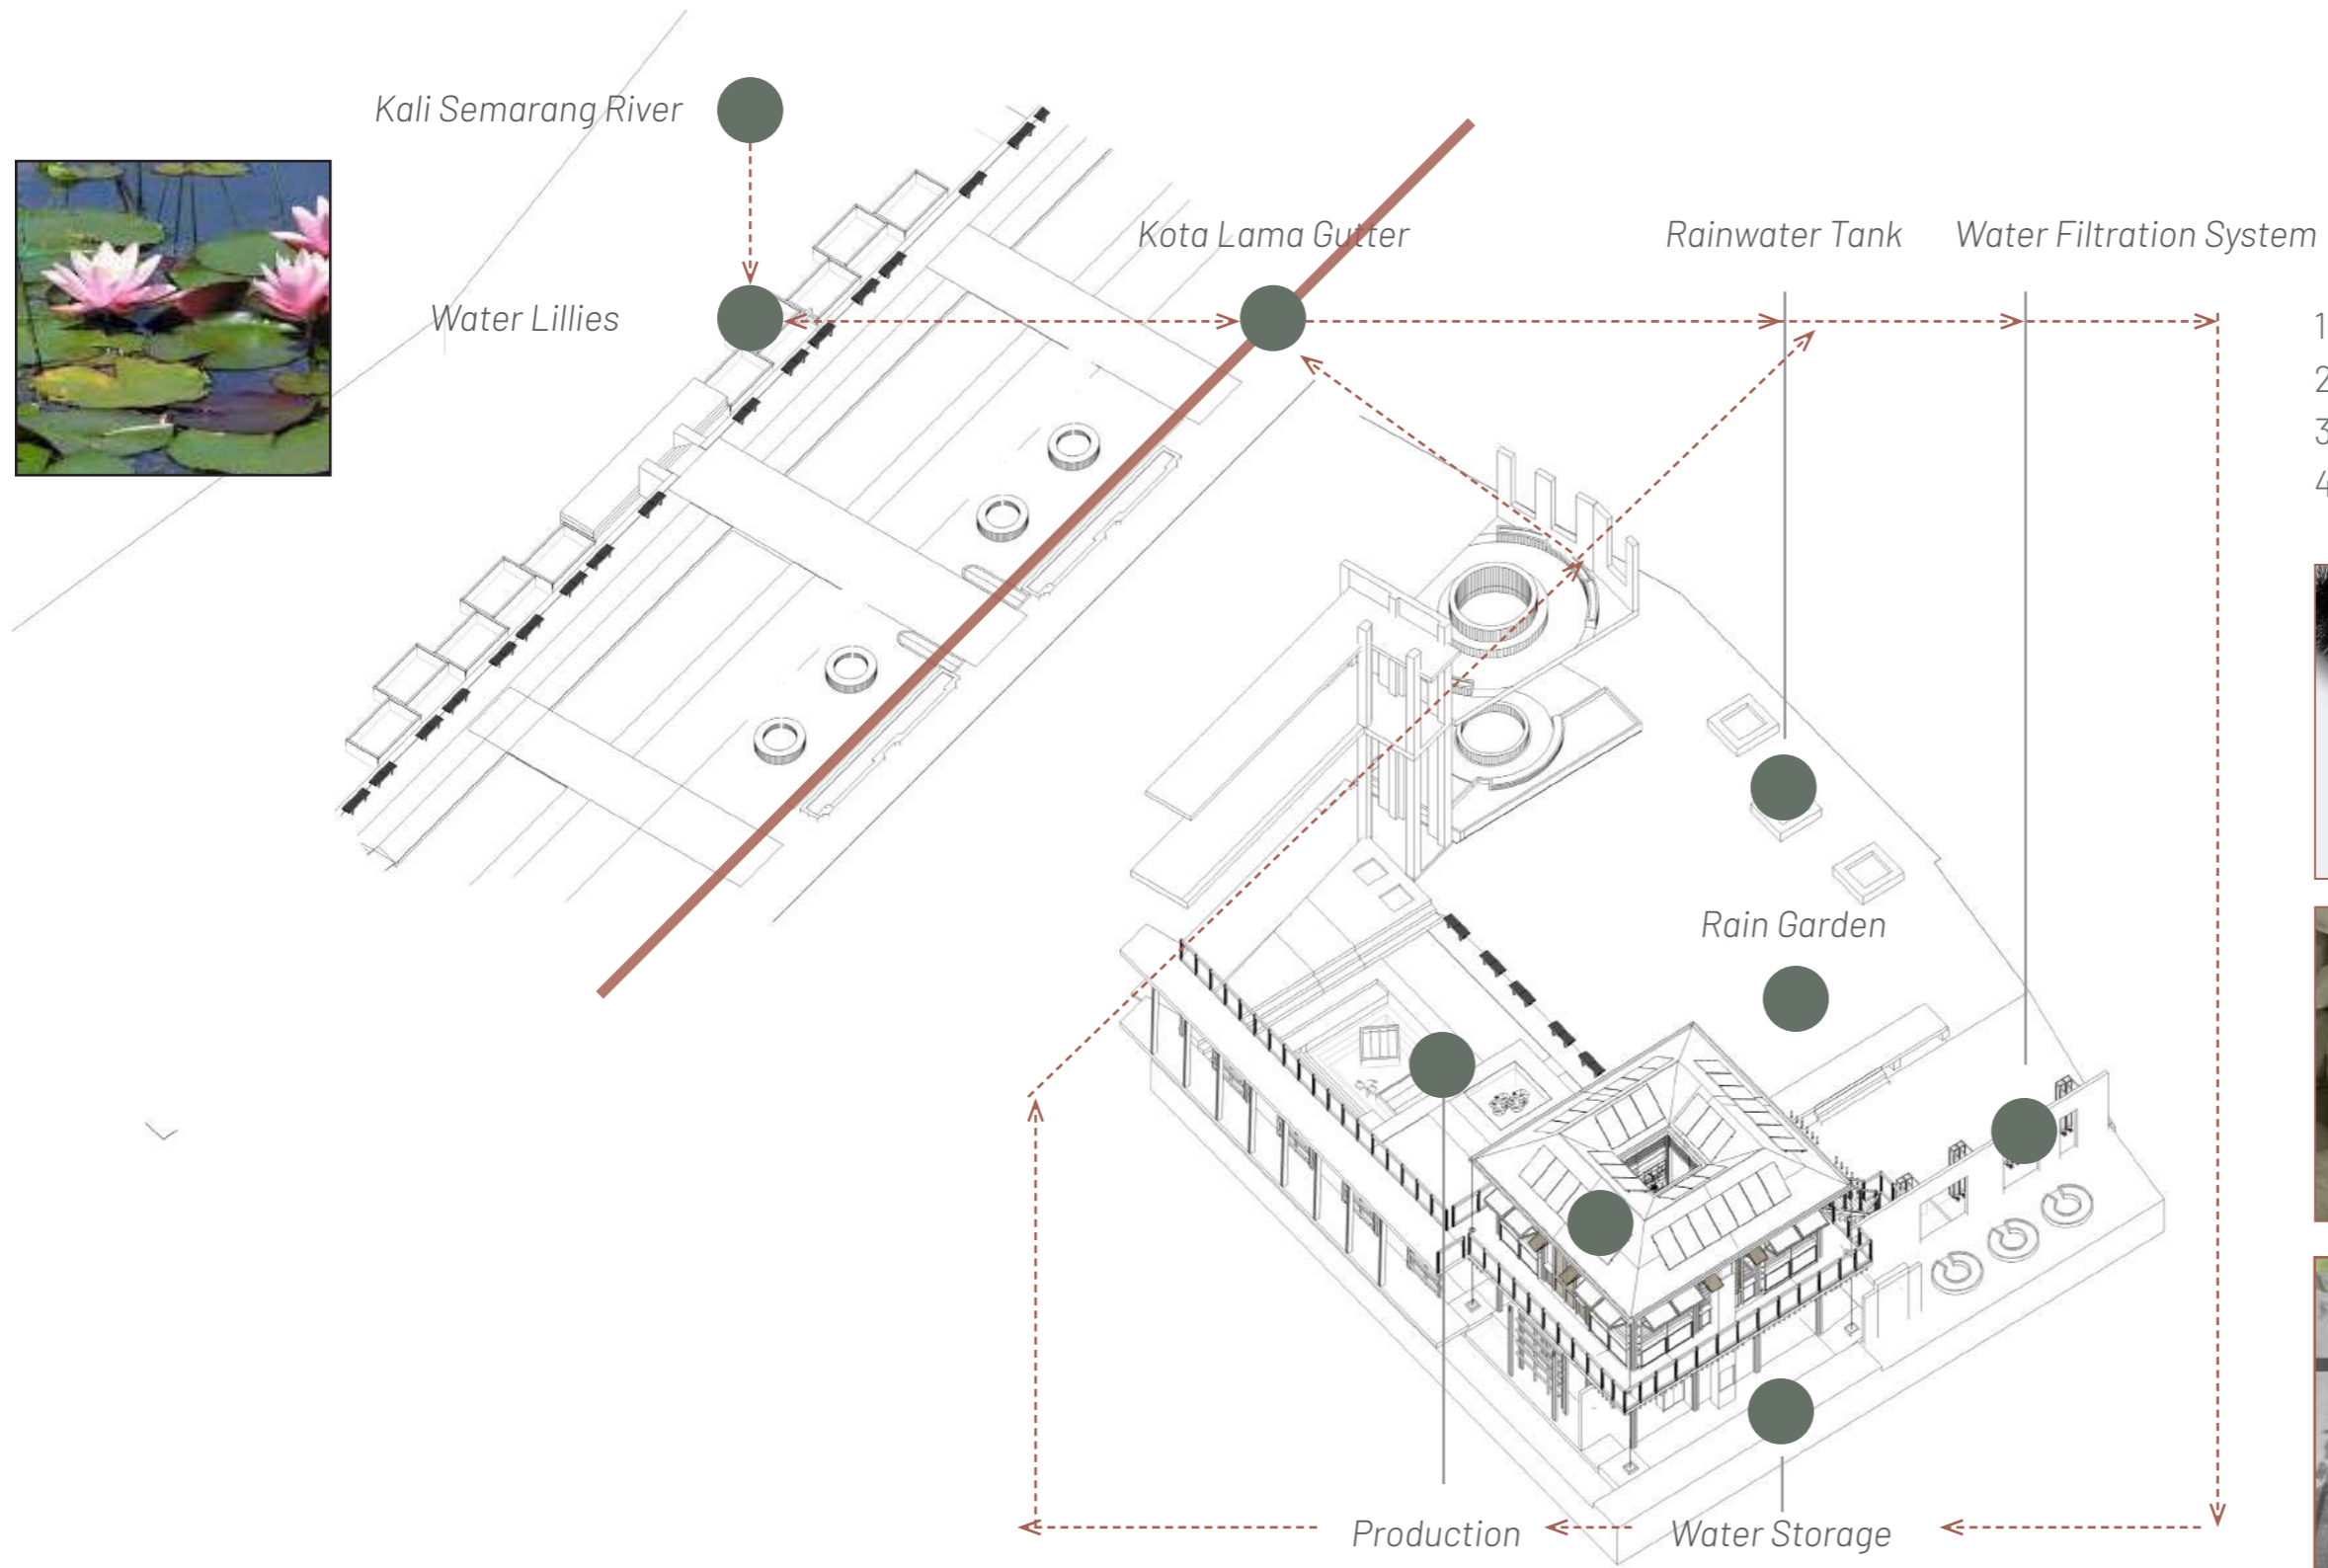 Kali Semarang River
Kota Lama Gutter
Rainwater Tank
Water Filtration System
Water Lillies
1
2
3
4
Rain Garden
Production
Water Storage